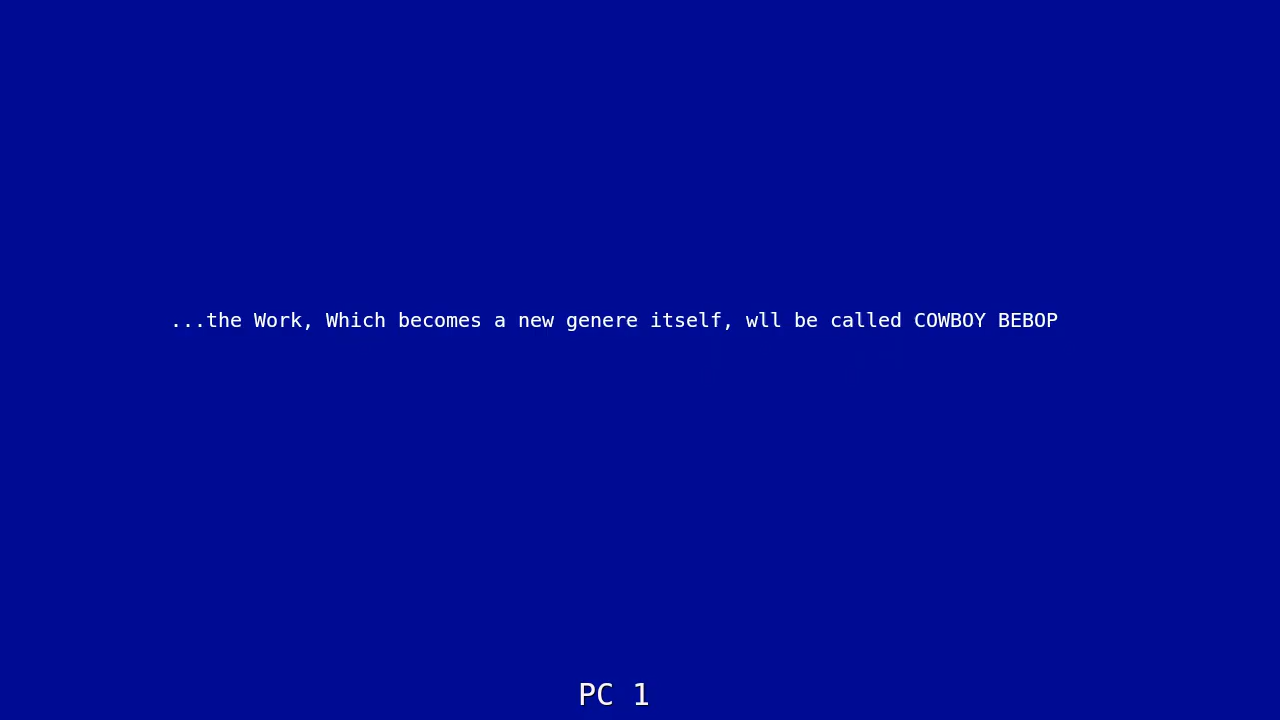 ...the Work, Which becomes a new genere itself, wll be called COWBOY BEBOP
PC 1